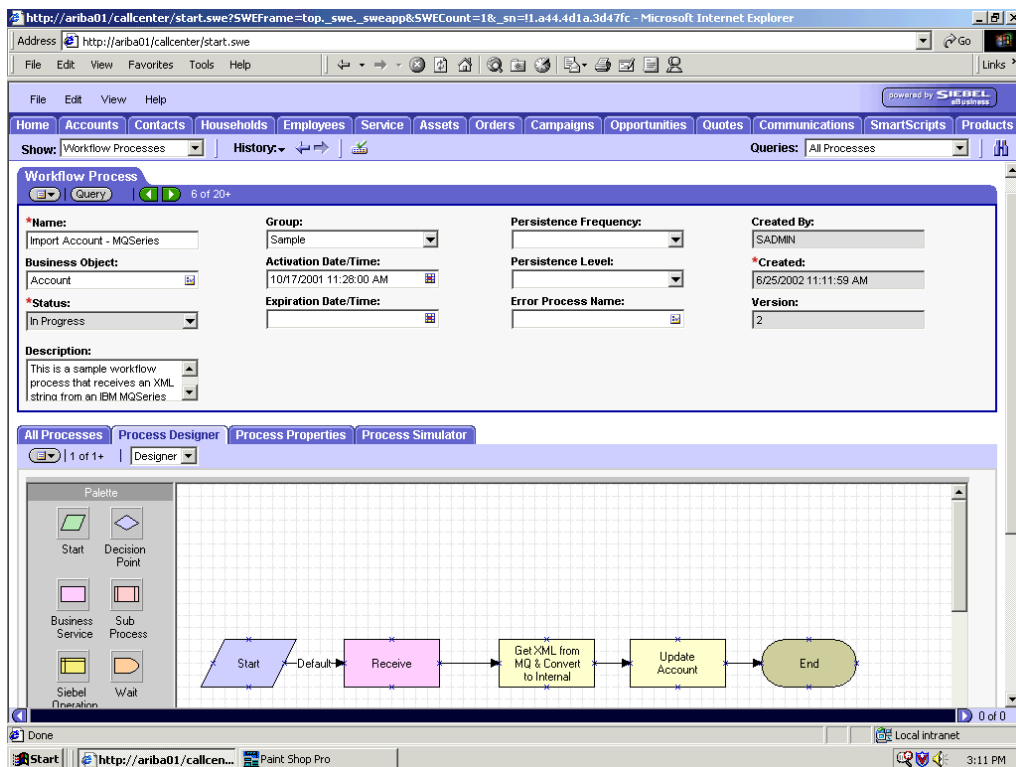 http://ariba01/callcenter/start.swe?SWEFrame=top._swe._sweapp&SWECount=1&_sn=!1.a44.4d1a.3d47fc - Microsoft Internet Explorer
Address http://ariba01/callcenter/start.swe Go
File Edit View Favorites Tools Help Links »
File Edit View Help powered by SIEBEL eBusiness
Home Accounts Contacts Households Employees Service Assets Orders Campaigns Opportunities Quotes Communications SmartScripts Products
Show: Workflow Processes History: Queries: All Processes
Workflow Process
Query 6 of 20+
*Name: Group: Persistence Frequency: Created By:
Import Account - MQSeries Sample SADMIN
Business Object: Activation Date/Time: Persistence Level: *Created:
Account 10/17/2001 11:28:00 AM 6/25/2002 11:11:59 AM
*Status: Expiration Date/Time: Error Process Name: Version:
In Progress 2
Description:
This is a sample workflow
process that receives an XML
string from an IBM MQSeries
All Processes Process Designer Process Properties Process Simulator
1 of 1+ Designer
Palette
Start Decision Point
Business Service Sub Process
Siebel Operation Wait
Start Default Receive Get XML from MQ & Convert to Internal Update Account End
0 of 0
Done Local intranet
Start http://ariba01/callcen... Paint Shop Pro 3:11 PM